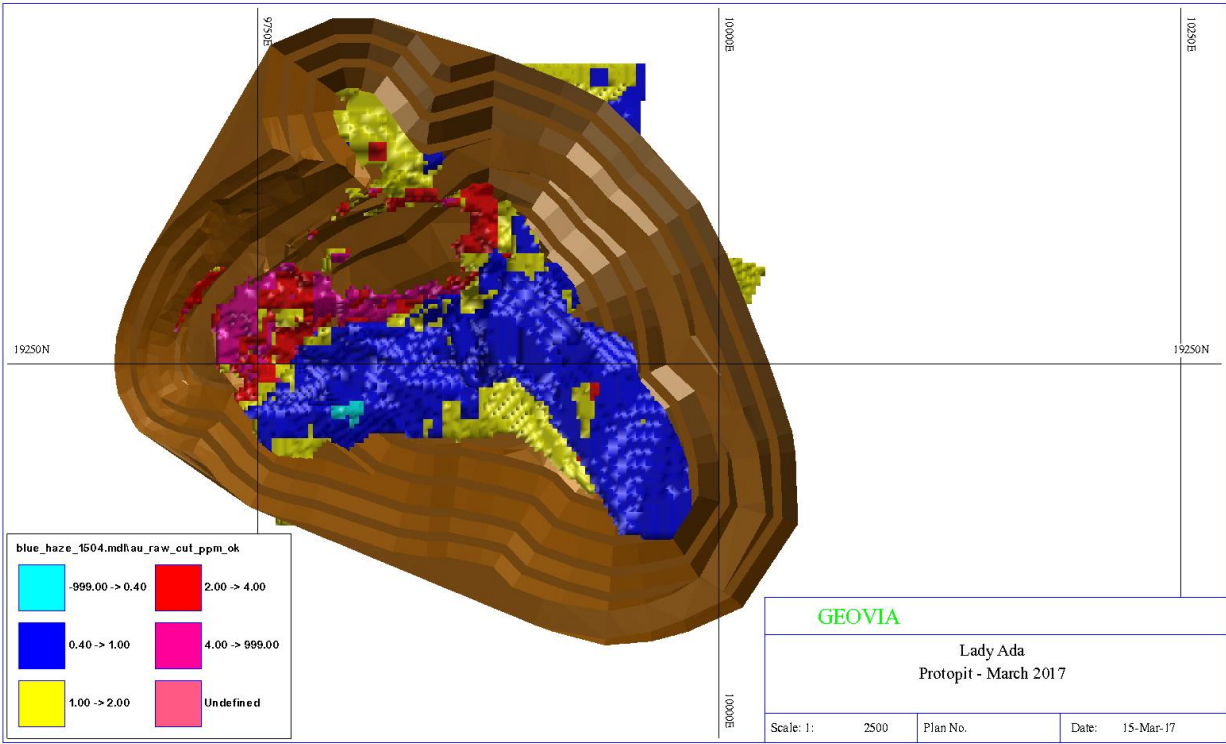 9750E
10000E
10250E
19250N
19250N
10000E
blue_haze_1504.mdl\au_raw_cut_ppm_ok
-999.00 -> 0.40
2.00 -> 4.00
0.40 -> 1.00
4.00 -> 999.00
1.00 -> 2.00
Undefined
GEOVIA
Lady Ada
Protopit - March 2017
Scale: 1: 2500 Plan No. Date: 15-Mar-17